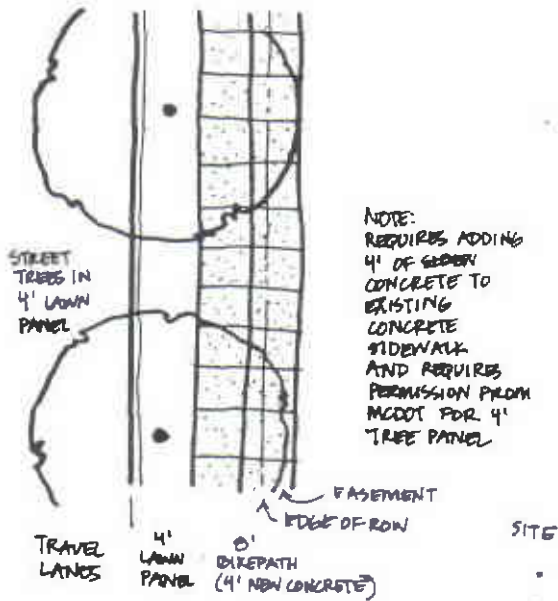 STREET
TREES IN
4' LAWN
PANEL
NOTE:
REQUIRES ADDING
4' OF
CONCRETE TO
EXISTING
CONCRETE
SIDEWALK
AND REQUIRES
PERMISSION FROM
MCDOT FOR 4'
TREE PANEL
EASEMENT
EDGE OF ROW
SITE
TRAVEL
LANES
4'
LAWN
PANEL
8'
BIKEPATH
(4' NEW CONCRETE)